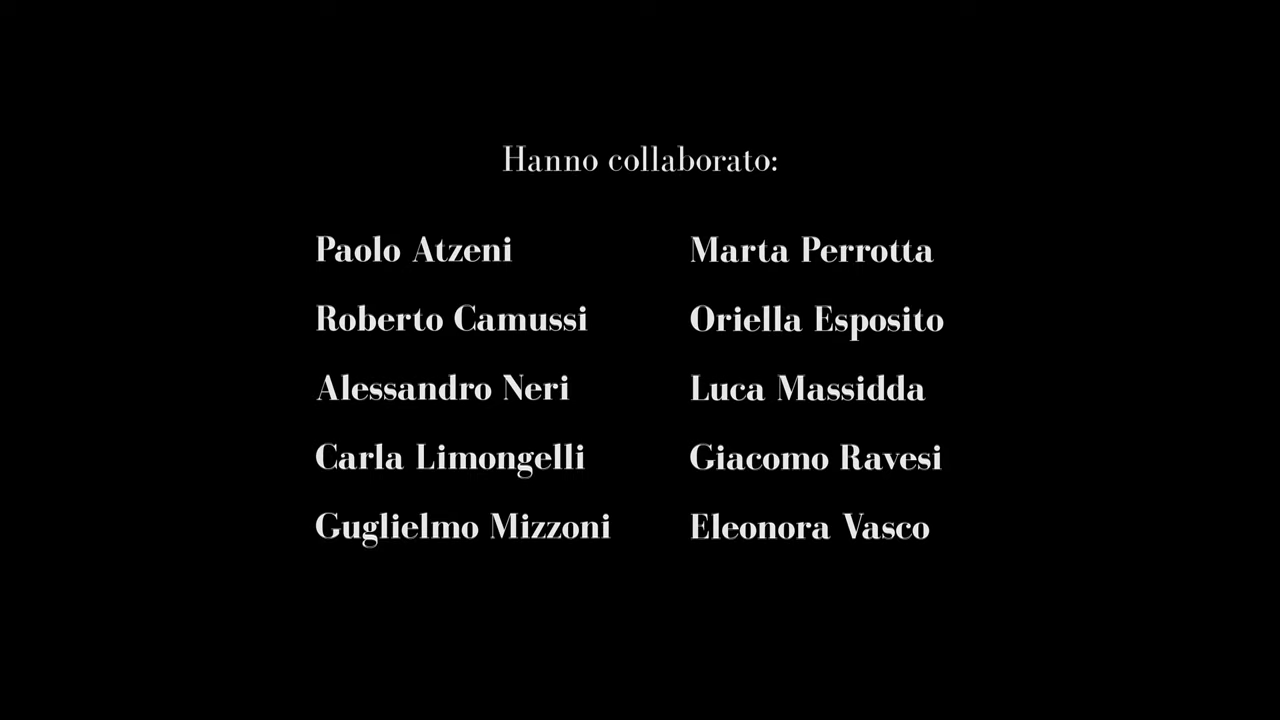 Hanno collaborato:
Paolo Atzeni
Roberto Camussi
Alessandro Neri
Carla Limongelli
Guglielmo Mizzoni
Marta Perrotta
Oriella Esposito
Luca Massidda
Giacomo Ravesi
Eleonora Vasco